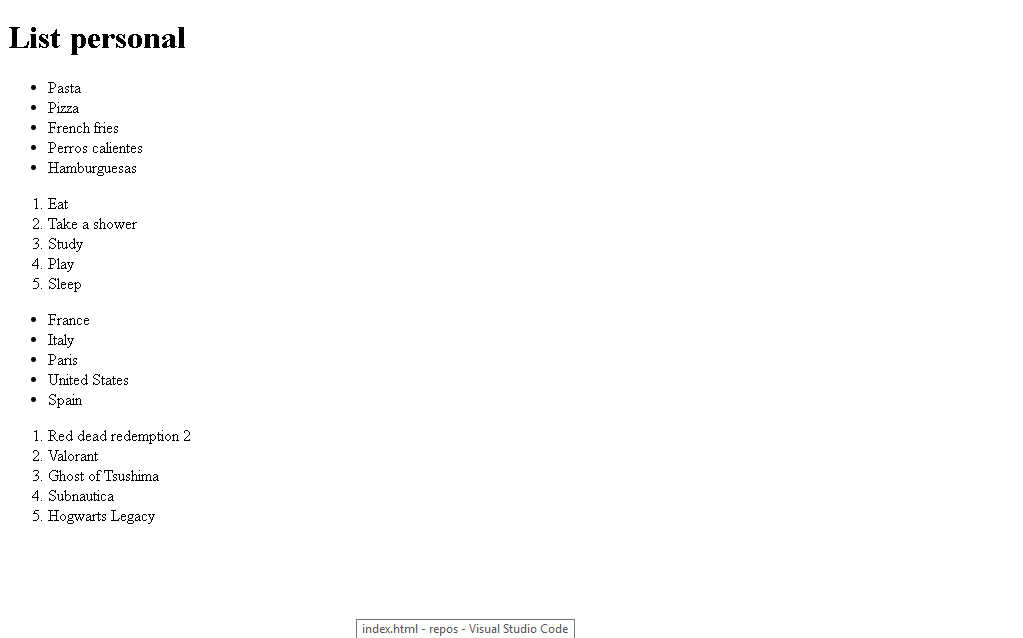 List personal
• Pasta
• Pizza
• French fries
• Perros calientes
• Hamburguesas
1. Eat
2. Take a shower
3. Study
4. Play
5. Sleep
• France
• Italy
• Paris
• United States
• Spain
1. Red dead redemption 2
2. Valorant
3. Ghost of Tsushima
4. Subnautica
5. Hogwarts Legacy
index.html - repos - Visual Studio Code